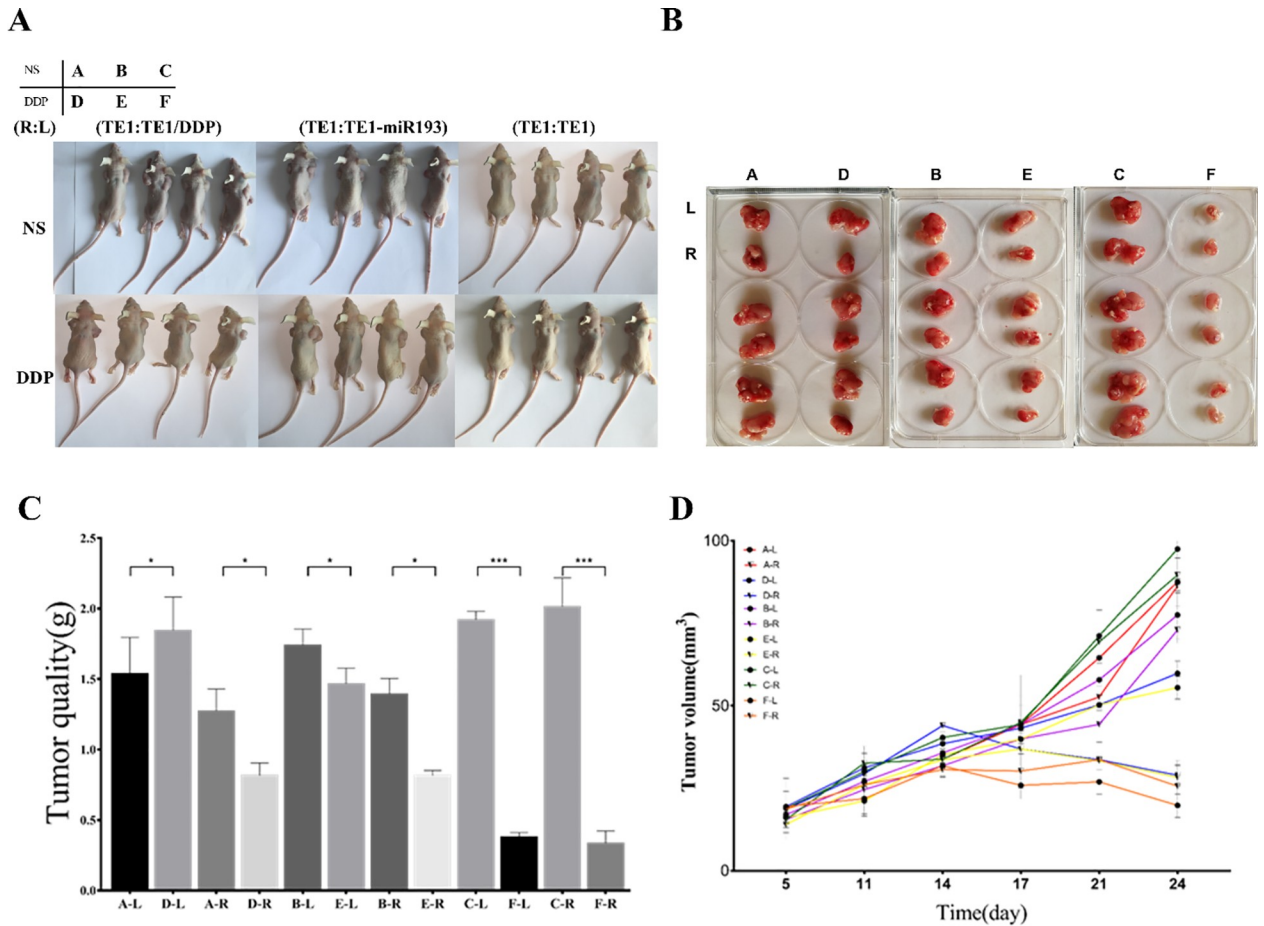 A
B
NS A B C
DDP D E F
(R:L) (TE1:TE1/DDP) (TE1:TE1-miR193) (TE1:TE1)
NS
DDP
A D B E C F
L
R
C
D
Tumor quality(g)
2.5
2.0
1.5
1.0
0.5
0.0
* * * * *** ***
A-L D-L A-R D-R B-L E-L B-R E-R C-L F-L C-R F-R
Tumor volume(mm3)
100
50
0
A-L
A-R
D-L
D-R
B-L
B-R
E-L
E-R
C-L
C-R
F-L
F-R
5 11 14 17 21 24
Time(day)